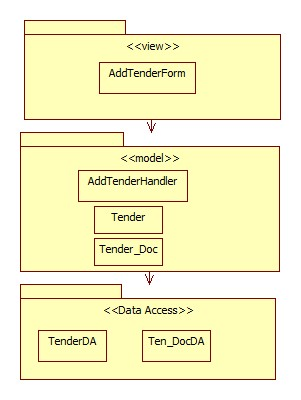 <<view>>
AddTenderForm
<<model>>
AddTenderHandler
Tender
Tender_Doc
<<Data Access>>
TenderDA
Ten_DocDA